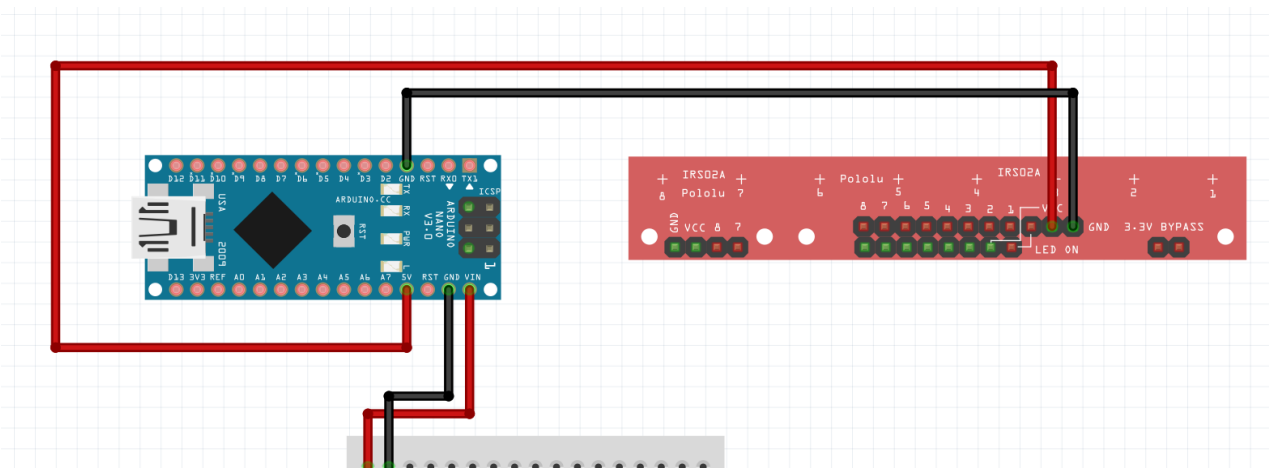 D12 D11 D10 D9 D8 D7 D6 D5 D4 D3 D2 GND RST RX0 TX1
TX
RX
PWR
L
ICSP
1
ARDUINO.CC
RST
ARDUINO
NANO
V3.0
USA
D13 3V3 REF A0 A1 A2 A3 A4 A5 A6 A7 5V RST GND VIN
IRS02A
8 Pololu 7
GND VCC 8 7
6 Pololu 5 4 IRS02A 2 1
8 7 6 5 4 3 2 1 VCC
GND 3.3V BYPASS
LED ON